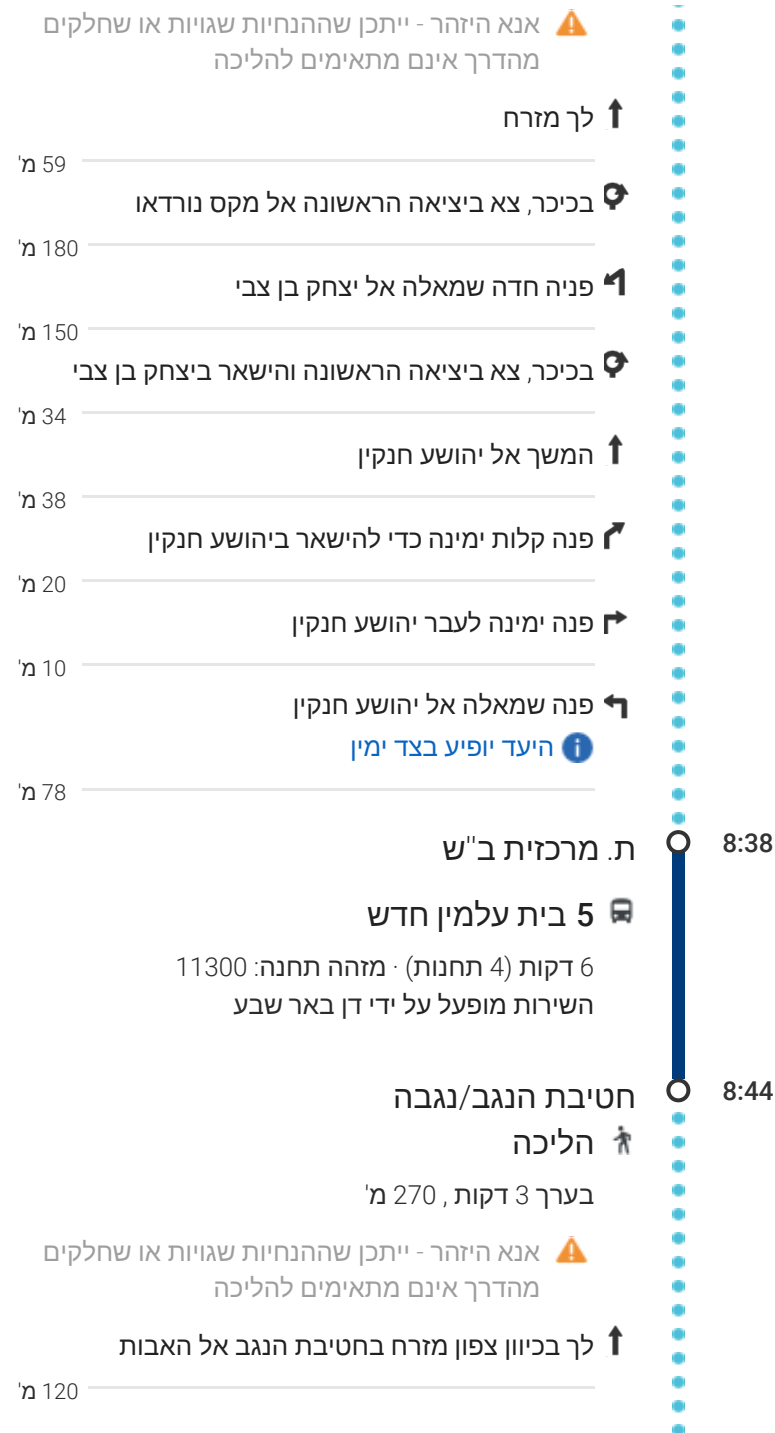 אנא היזהר - ייתכן שההנחיות שגויות או שחלקים
מהדרך אינם מתאימים להליכה
לך מזרח
59 מ'
בכיכר, צא ביציאה הראשונה אל מקס נורדאו
180 מ'
פניה חדה שמאלה אל יצחק בן צבי
150 מ'
בכיכר, צא ביציאה הראשונה והישאר ביצחק בן צבי
34 מ'
המשך אל יהושע חנקין
38 מ'
פנה קלות ימינה כדי להישאר ביהושע חנקין
20 מ'
פנה ימינה לעבר יהושע חנקין
10 מ'
פנה שמאלה אל יהושע חנקין
היעד יופיע בצד ימין
78 מ'
8:38 ת. מרכזית ב"ש
5 בית עלמין חדש
6 דקות (4 תחנות) · מזהה תחנה: 11300
השירות מופעל על ידי דן באר שבע
8:44 חטיבת הנגב/נגבה
הליכה
בערך 3 דקות , 270 מ'
אנא היזהר - ייתכן שההנחיות שגויות או שחלקים
מהדרך אינם מתאימים להליכה
לך בכיוון צפון מזרח בחטיבת הנגב אל האבות
120 מ'